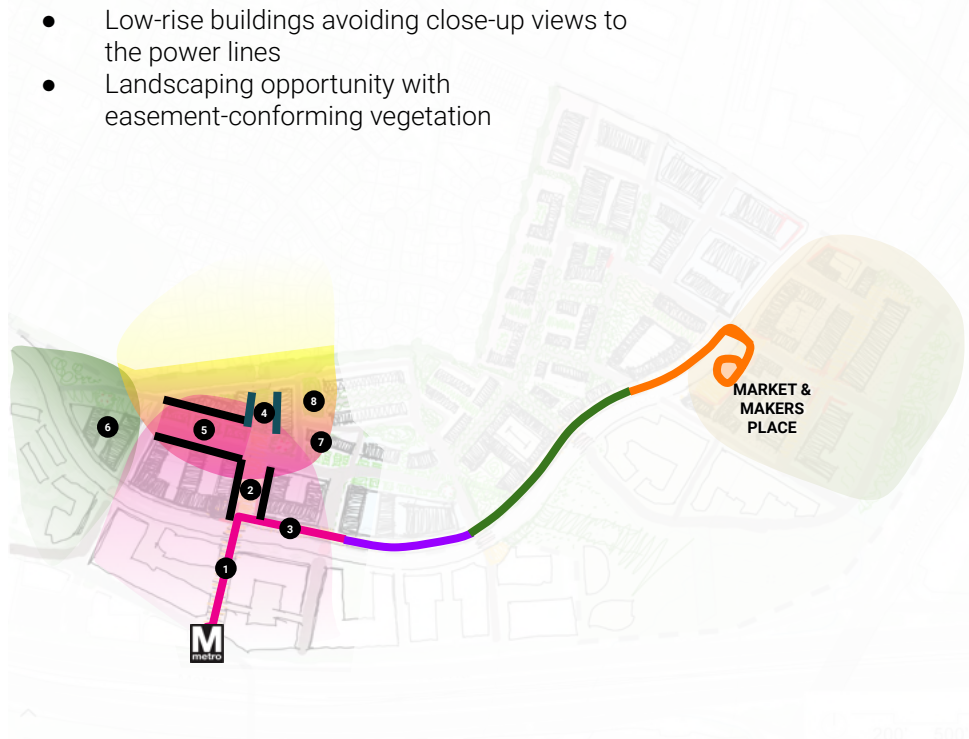 ● Low-rise buildings avoiding close-up views to
the power lines
● Landscaping opportunity with
easement-conforming vegetation
8
4
6
5
7
2
3
1
MARKET &
MAKERS
PLACE
M
metro